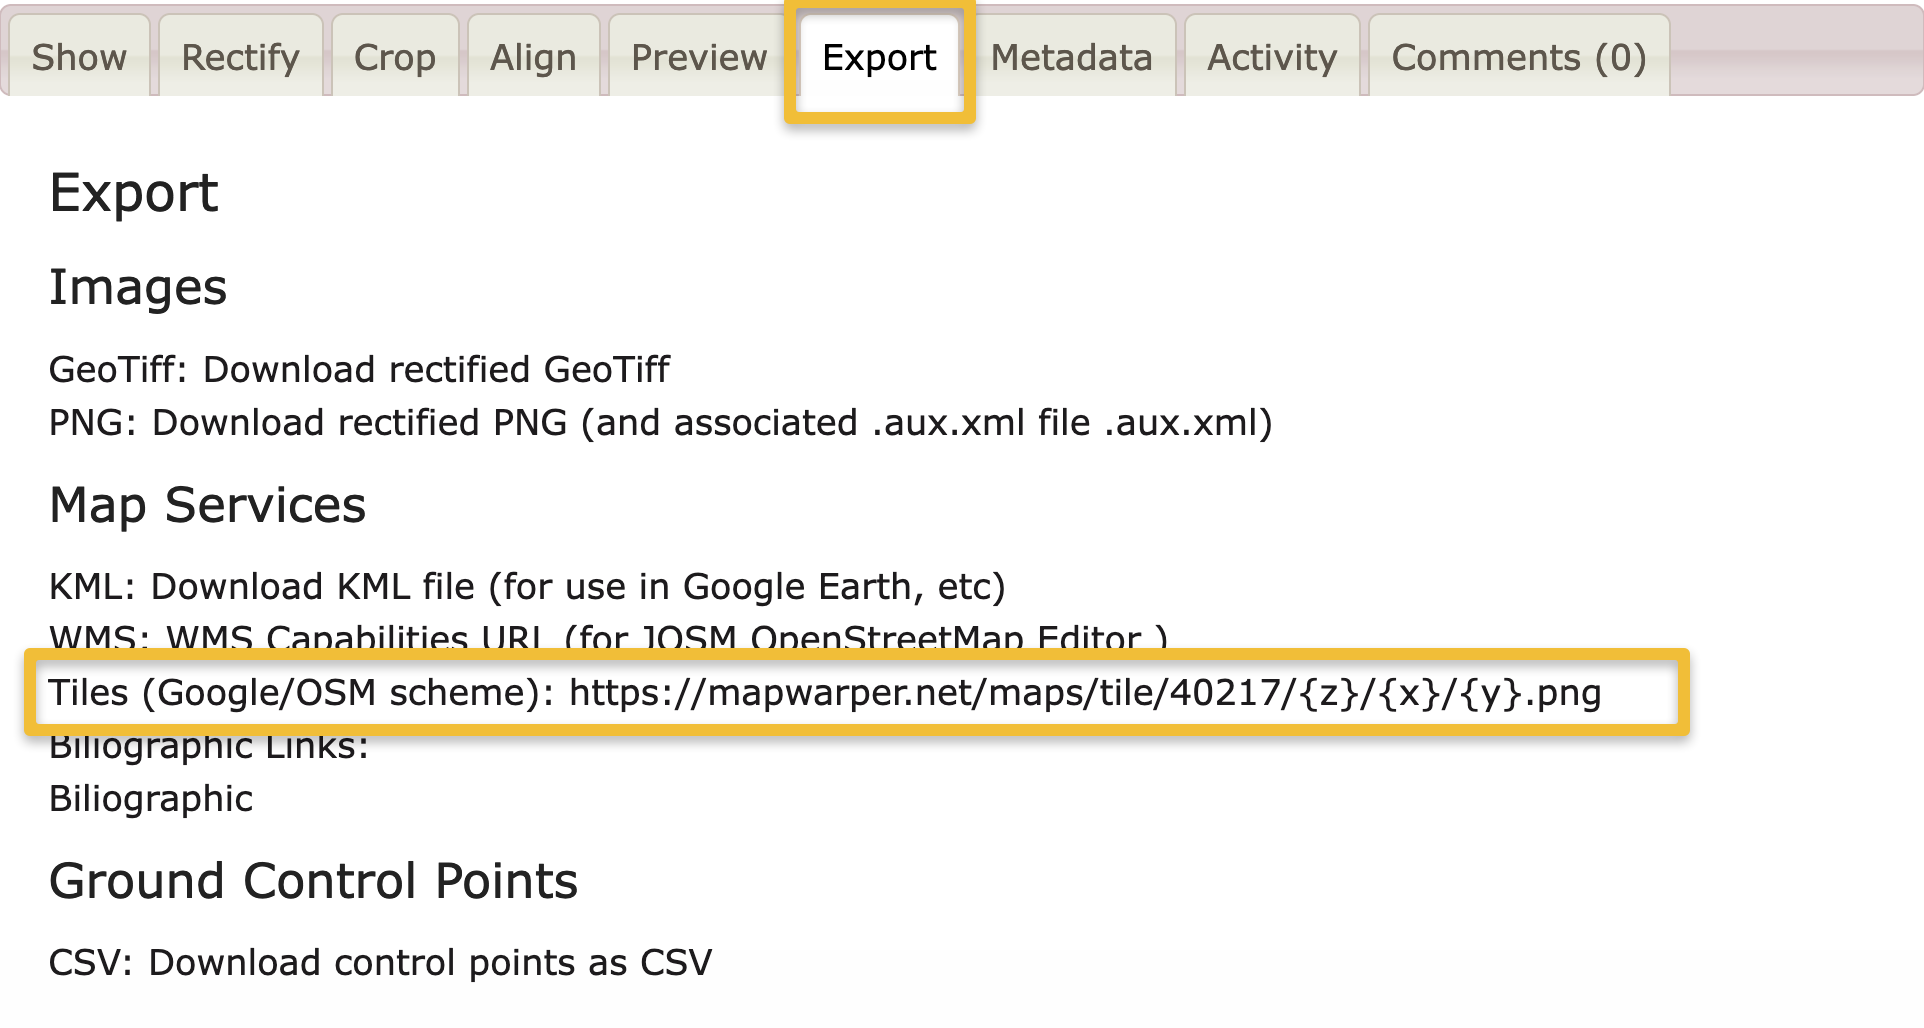 Show Rectify Crop Align Preview Export Metadata Activity Comments (0)
Export
Images
GeoTiff: Download rectified GeoTiff
PNG: Download rectified PNG (and associated .aux.xml file .aux.xml)
Map Services
KML: Download KML file (for use in Google Earth, etc)
WMS: WMS Capabilities URL (for JOSM OpenStreetMap Editor )
Tiles (Google/OSM scheme): https://mapwarper.net/maps/tile/40217/{z}/{x}/{y}.png
Biliographic Links:
Biliographic
Ground Control Points
CSV: Download control points as CSV